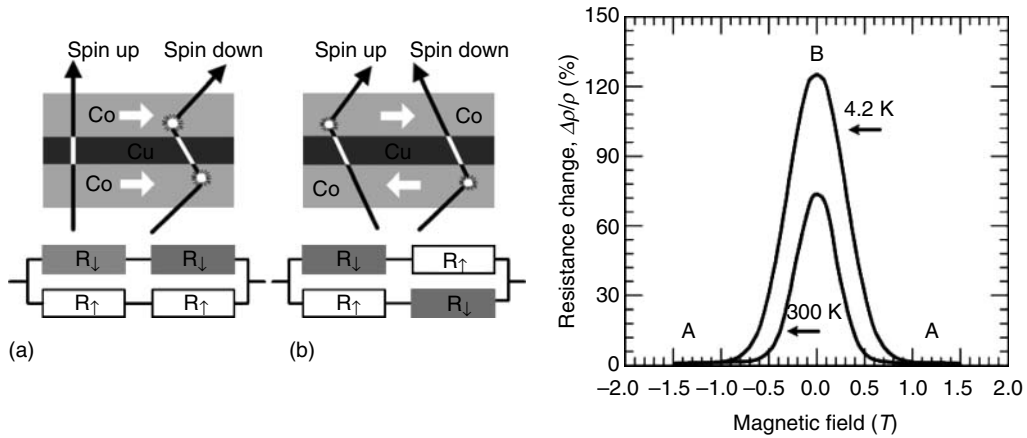 Spin up Spin down
Co
Cu
Co
R↓ R↓
R↑ R↑
(a)
Spin up Spin down
Co
Cu
Co
R↓ R↑
R↑ R↓
(b)
Resistance change, Δρ/ρ (%)
150
120
90
60
30
0
B
4.2 K
300 K
A A
−2.0 −1.5 −1.0 −0.5 0.0 0.5 1.0 1.5 2.0
Magnetic field (T)